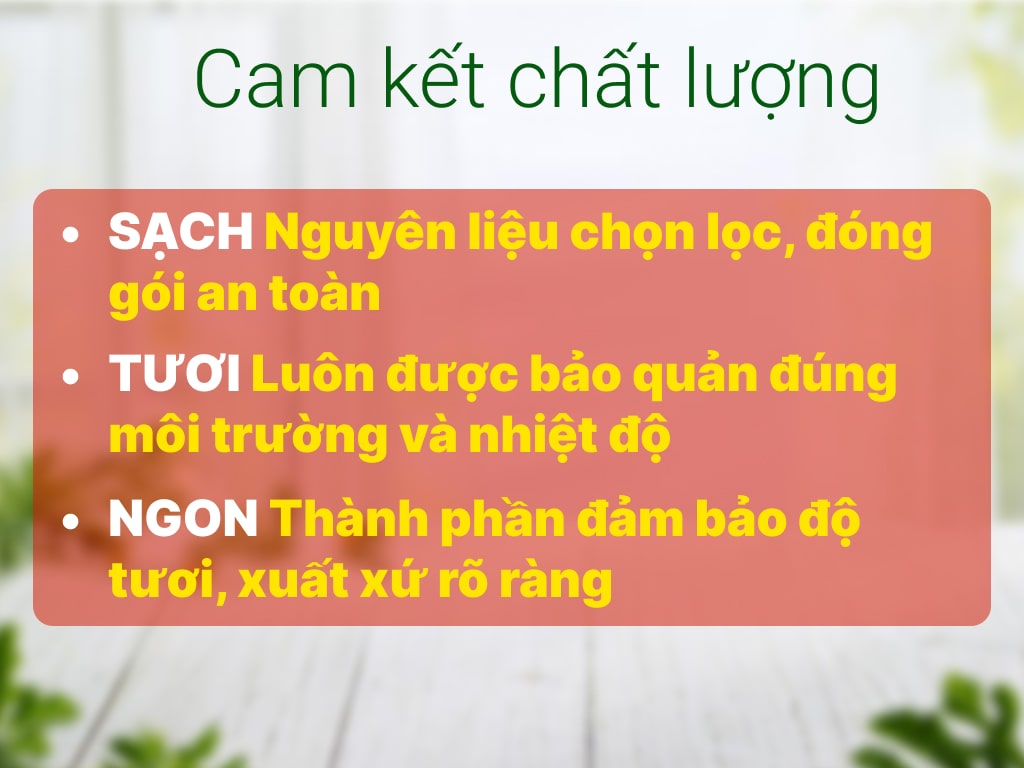 Cam kết chất lượng
• SẠCH Nguyên liệu chọn lọc, đóng
gói an toàn
• TƯƠI Luôn được bảo quản đúng
môi trường và nhiệt độ
• NGON Thành phần đảm bảo độ
tươi, xuất xứ rõ ràng